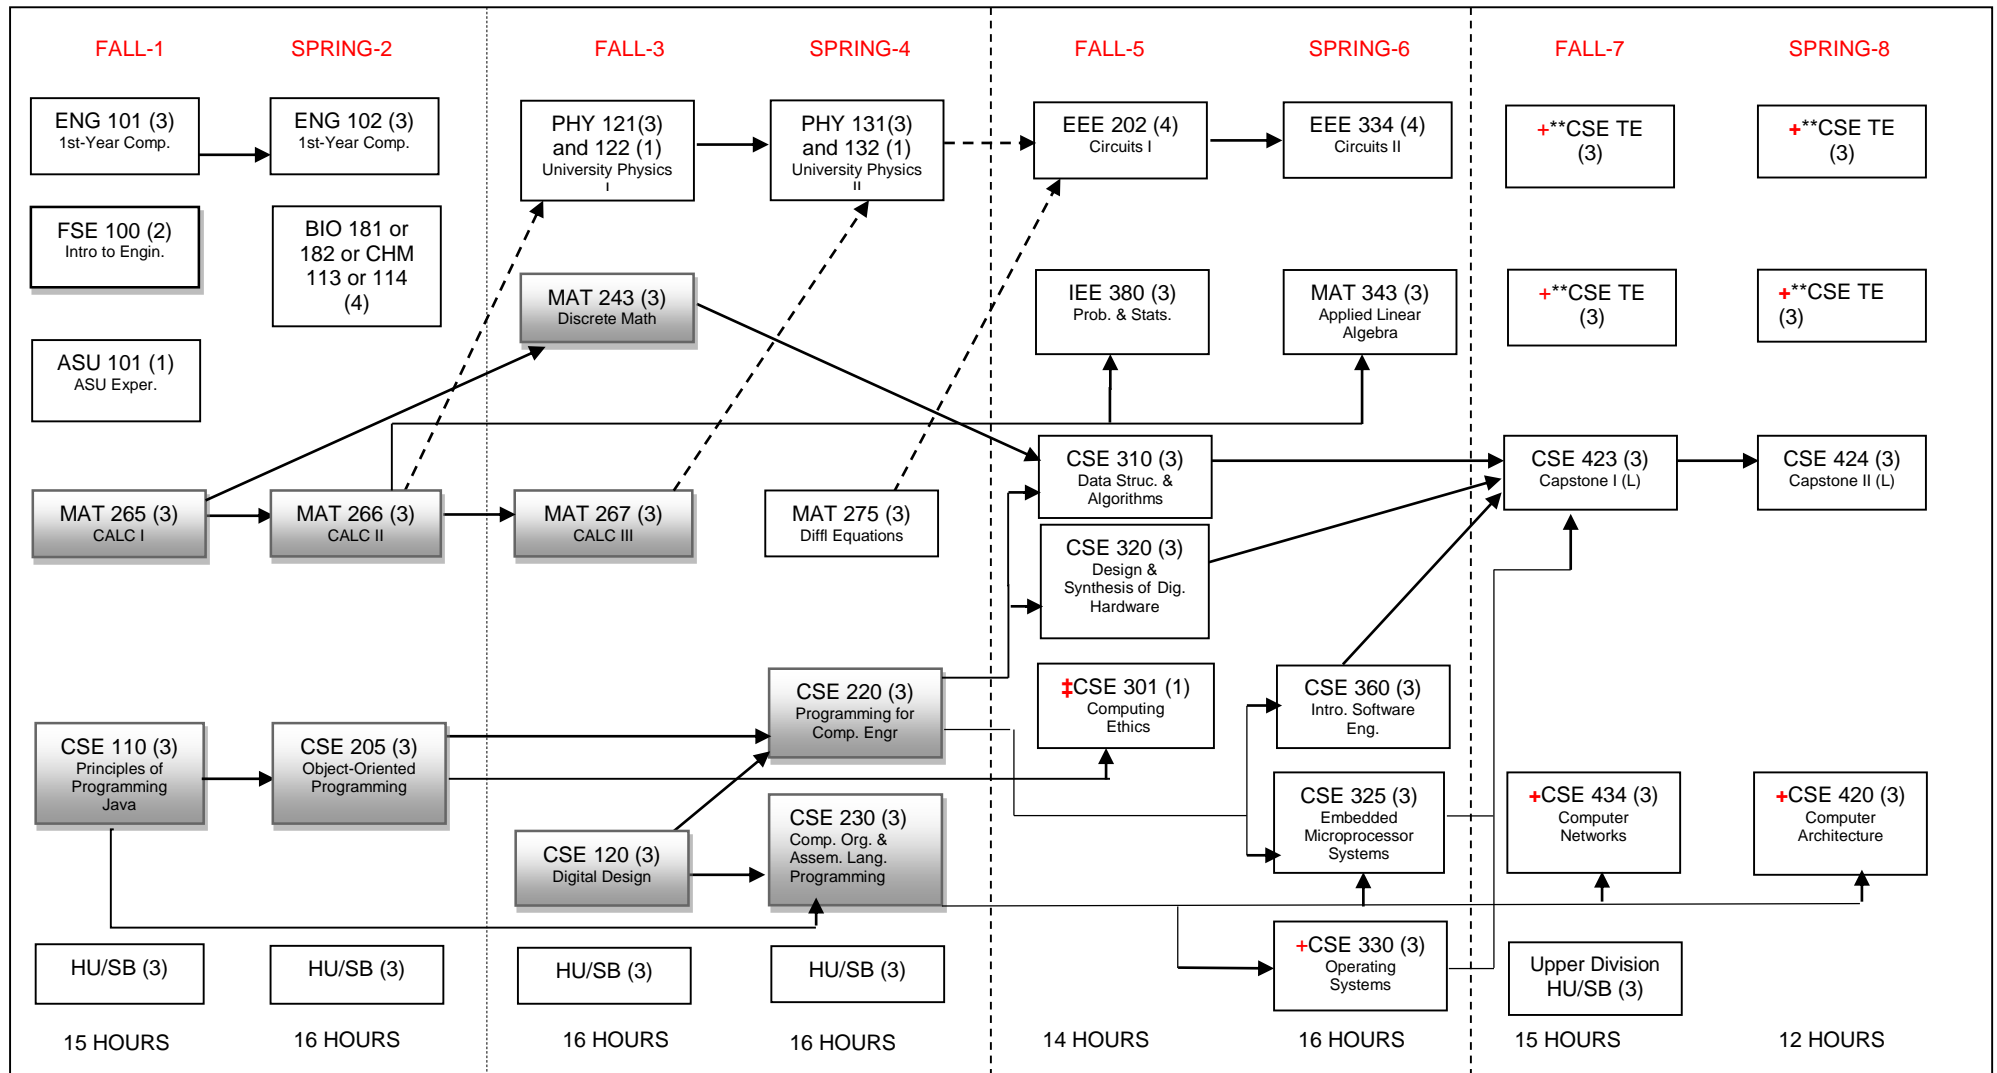 FALL-1
SPRING-2
FALL-3
SPRING-4
FALL-5
SPRING-6
FALL-7
SPRING-8
ENG 101 (3)
1st-Year Comp.
ENG 102 (3)
1st-Year Comp.
PHY 121(3)
and 122 (1)
University Physics
I
PHY 131(3)
and 132 (1)
University Physics
II
EEE 202 (4)
Circuits I
EEE 334 (4)
Circuits II
+**CSE TE
(3)
+**CSE TE
(3)
FSE 100 (2)
Intro to Engin.
BIO 181 or
182 or CHM
113 or 114
(4)
MAT 243 (3)
Discrete Math
IEE 380 (3)
Prob. & Stats.
MAT 343 (3)
Applied Linear
Algebra
+**CSE TE
(3)
+**CSE TE
(3)
ASU 101 (1)
ASU Exper.
MAT 265 (3)
CALC I
MAT 266 (3)
CALC II
MAT 267 (3)
CALC III
MAT 275 (3)
Diffl Equations
CSE 310 (3)
Data Struc. &
Algorithms
CSE 423 (3)
Capstone I (L)
CSE 424 (3)
Capstone II (L)
CSE 320 (3)
Design &
Synthesis of Dig.
Hardware
CSE 110 (3)
Principles of
Programming
Java
CSE 205 (3)
Object-Oriented
Programming
CSE 220 (3)
Programming for
Comp. Engr
‡CSE 301 (1)
Computing
Ethics
CSE 360 (3)
Intro. Software
Eng.
CSE 120 (3)
Digital Design
CSE 230 (3)
Comp. Org. &
Assem. Lang.
Programming
CSE 325 (3)
Embedded
Microprocessor
Systems
+CSE 434 (3)
Computer
Networks
+CSE 420 (3)
Computer
Architecture
HU/SB (3)
HU/SB (3)
HU/SB (3)
HU/SB (3)
+CSE 330 (3)
Operating
Systems
Upper Division
HU/SB (3)
15 HOURS
16 HOURS
16 HOURS
16 HOURS
14 HOURS
16 HOURS
15 HOURS
12 HOURS